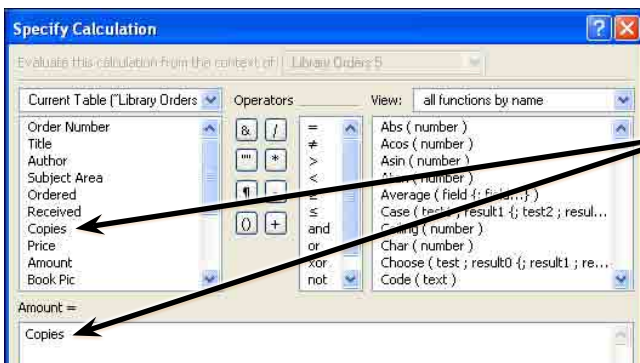 Specify Calculation
Evaluate this calculation from the context of: Library Orders 5
Current Table ("Library Orders
Operators
View: all functions by name
Order Number
Title
Author
Subject Area
Ordered
Received
Copies
Price
Amount
Book Pic
& /
"" *
¶ -
() +
=
≠
>
<
≥
≤
and
or
xor
not
Abs ( number )
Acos ( number )
Asin ( number )
Atan ( number )
Average ( field {; field...} )
Case ( test1 ; result1 {; test2 ; resul...
( number )
Char ( number )
Choose ( test ; result0 {; result1 ; re...
Code ( text )
Amount =
Copies